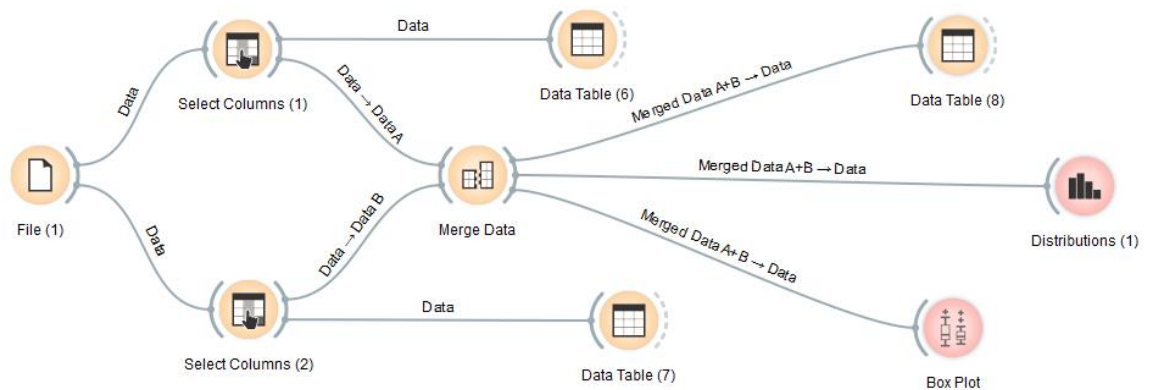 Data
Data Table (6)
Select Columns (1)
Data
Data → Data A
Merged Data A+B → Data
Data Table (8)
File (1)
Merge Data
Merged Data A+B → Data
Distributions (1)
Data
Data → Data B
Merged Data A+B → Data
Select Columns (2)
Data
Data Table (7)
Box Plot